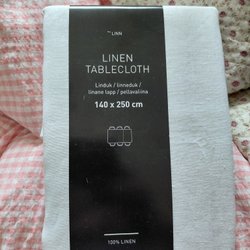 LINN
LINEN
TABLECLOTH
Linduk / linneduk /
linane lapp / pellavaliina
140 x 250 cm
100% LINEN